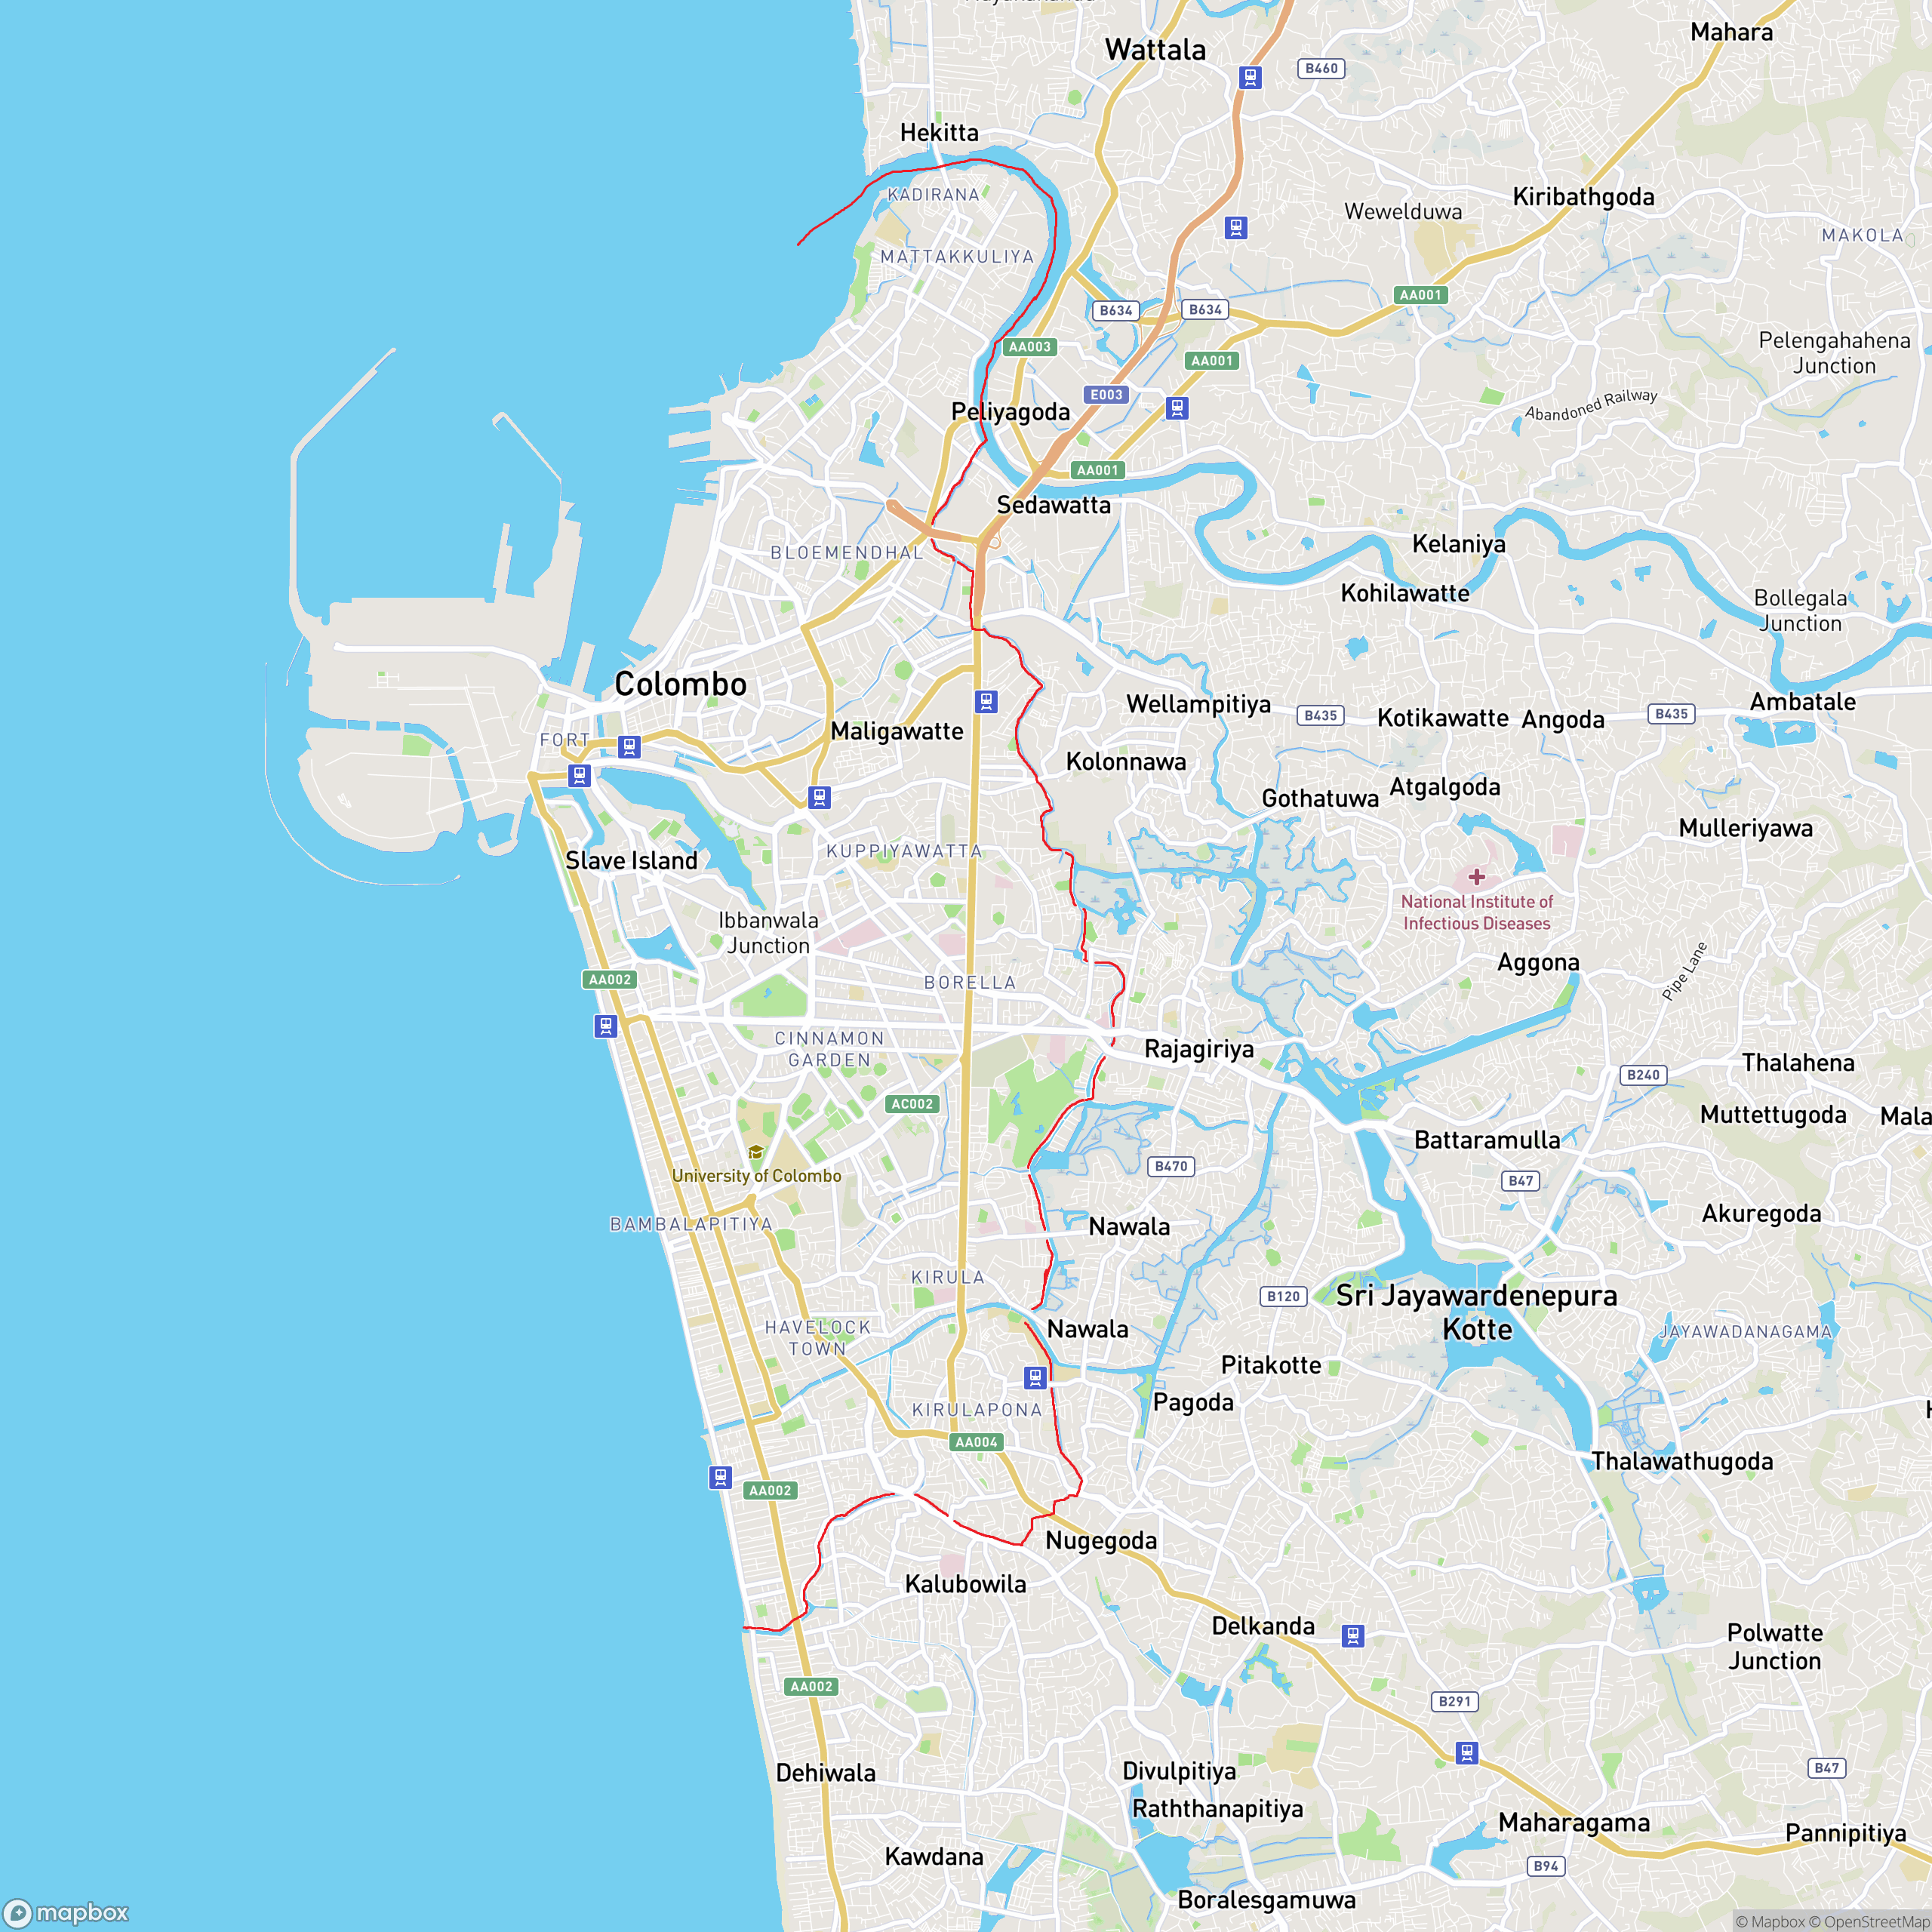 Wattala
Mahara
B460
Hekitta
KADIRANA
Kiribathgoda
Wewelduwa
MAKOLA
MATTAKKULIYA
AA001
B634
B634
AA003
AA001
Pelengahahena
Junction
E003
Abandoned Railway
Peliyagoda
AA001
Sedawatta
BLOEMENDHAL
Kelaniya
Kohilawatte
Bollegala
Junction
Colombo
Wellampitiya
B435
Kotikawatte
Angoda
B435
Ambatale
Maligawatte
FORT
Kolonnawa
Atgalgoda
Gothatuwa
Mulleriyawa
KUPPIYAWATTA
Slave Island
National Institute of
Infectious Diseases
Ibbanwala
Junction
Aggona
Pipe Lane
AA002
BORELLA
CINNAMON
GARDEN
Rajagiriya
Thalahena
B240
AC002
Muttettugoda
Mala
Battaramulla
University of Colombo
B470
B47
BAMBALAPITIYA
Nawala
Akuregoda
KIRULA
B120
Sri Jayawardenepura
Kotte
HAVELOCK
TOWN
Nawala
JAYAWADANAGAMA
Pitakotte
Pagoda
KIRULAPONA
AA004
Thalawathugoda
AA002
Nugegoda
Kalubowila
Delkanda
Polwatte
Junction
AA002
B291
Dehiwala
Divulpitiya
B47
Raththanapitiya
Maharagama
Pannipitiya
Kawdana
B94
Boralesgamuwa
mapbox
© Mapbox © OpenStreetMap